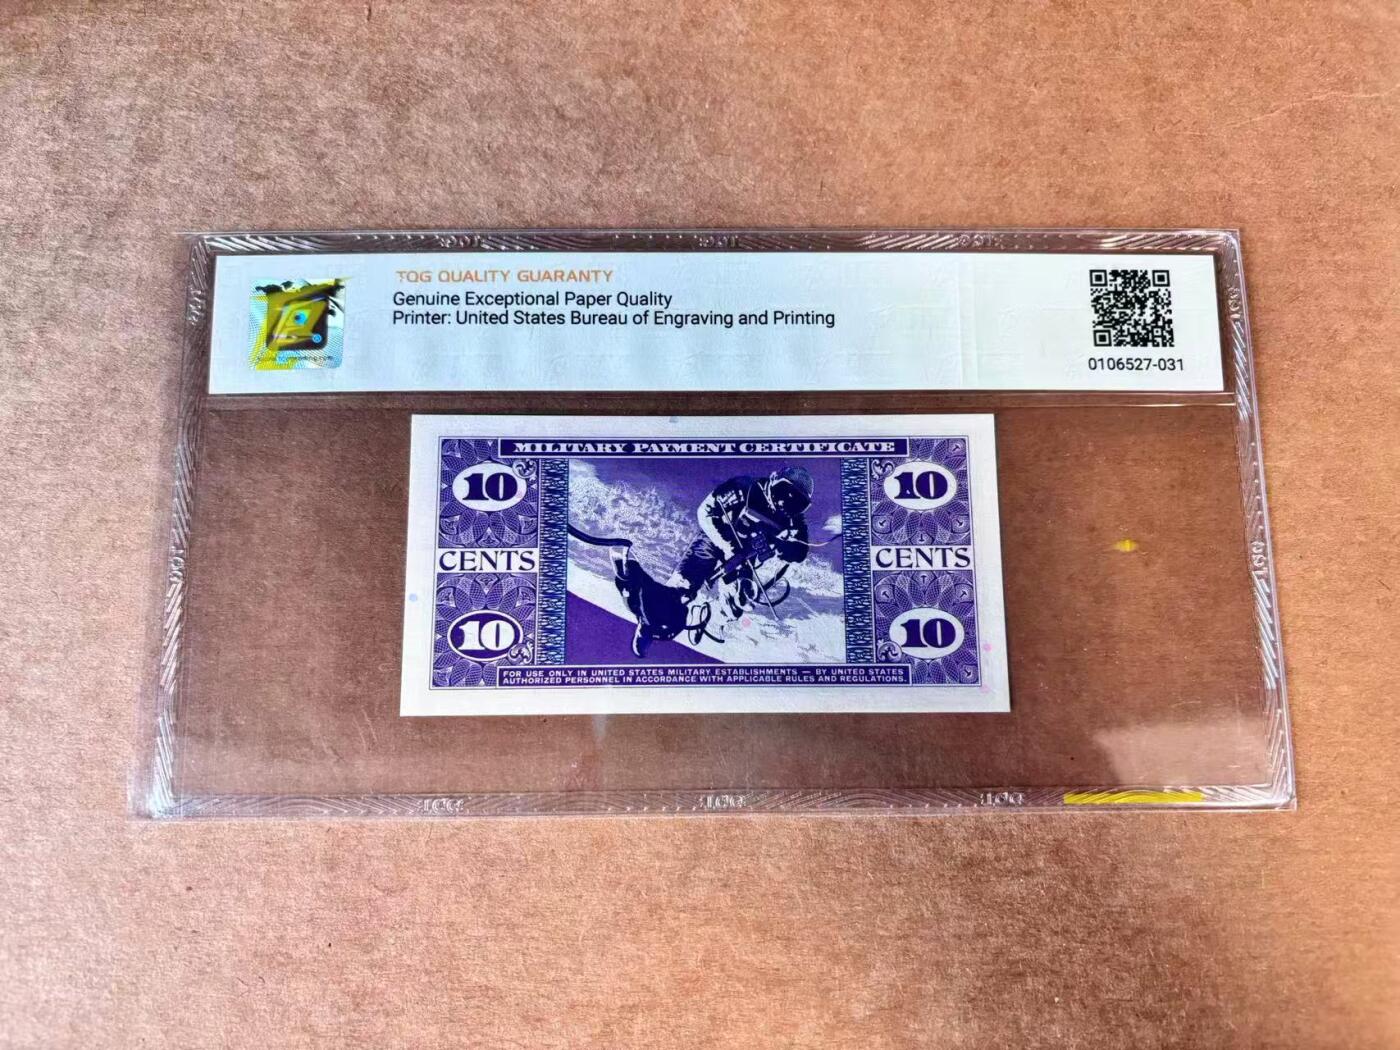 TQG QUALITY GUARANTY
Genuine Exceptional Paper Quality
Printer: United States Bureau of Engraving and Printing
0106527-031
MILITARY PAYMENT CERTIFICATE
10
10
CENTS
CENTS
10
10
FOR USE ONLY IN UNITED STATES MILITARY ESTABLISHMENTS — BY UNITED STATES
AUTHORIZED PERSONNEL IN ACCORDANCE WITH APPLICABLE RULES AND REGULATIONS.